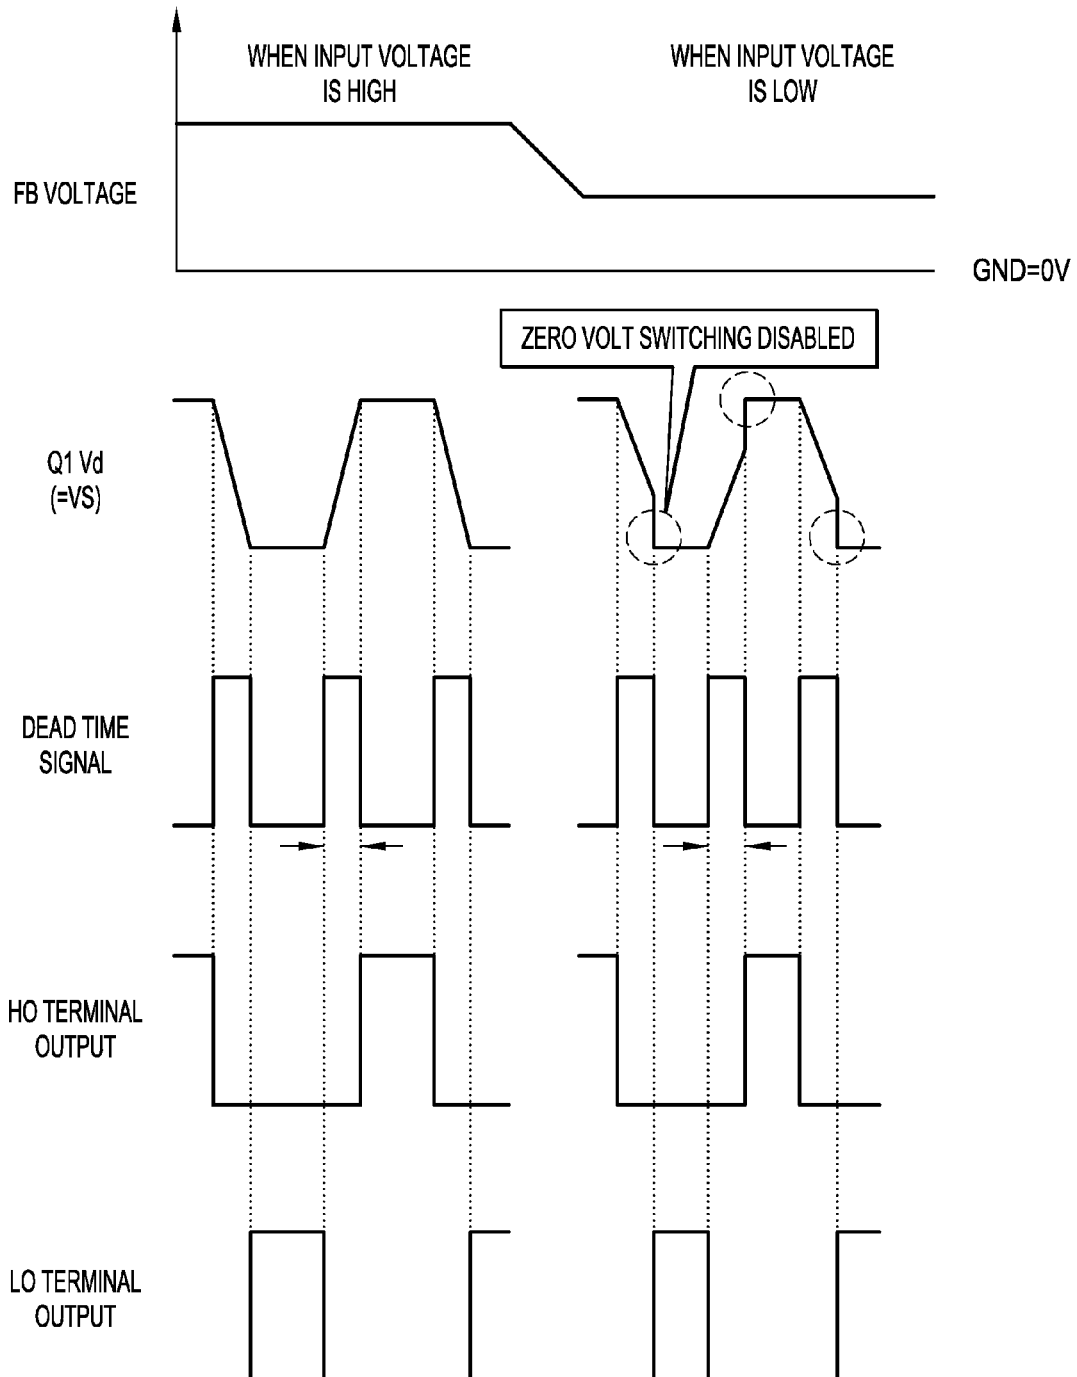 WHEN INPUT VOLTAGE
IS HIGH
WHEN INPUT VOLTAGE
IS LOW
FB VOLTAGE
GND=0V
ZERO VOLT SWITCHING DISABLED
Q1 Vd
(=VS)
DEAD TIME
SIGNAL
HO TERMINAL
OUTPUT
LO TERMINAL
OUTPUT